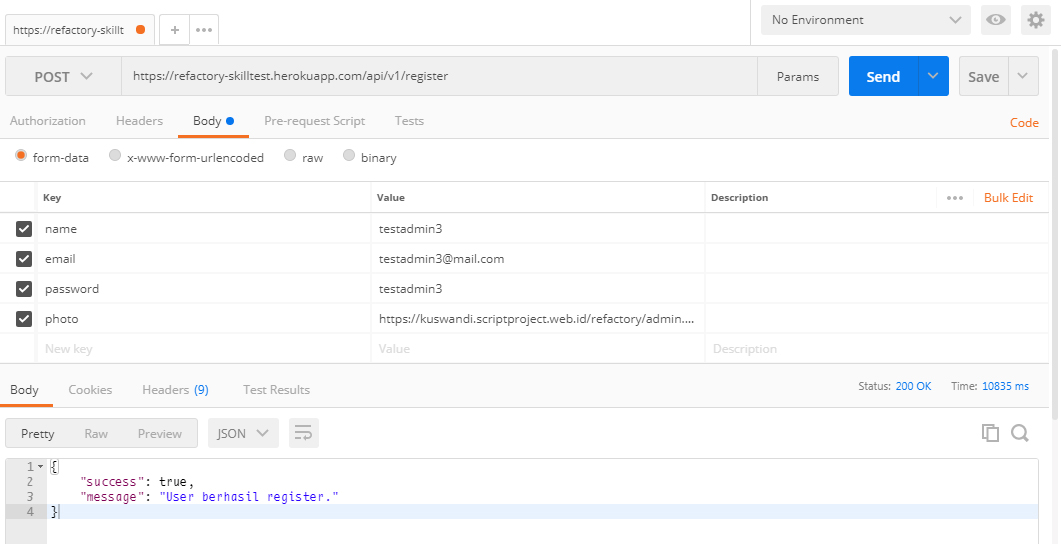 https://refactory-skillt + ••• No Environment
POST https://refactory-skilltest.herokuapp.com/api/v1/register Params Send Save
Authorization Headers Body Pre-request Script Tests Code
form-data x-www-form-urlencoded raw binary
Key Value Description ••• Bulk Edit
name testadmin3
email testadmin3@mail.com
password testadmin3
photo https://kuswandi.scriptproject.web.id/refactory/admin....
New key Value Description
Body Cookies Headers (9) Test Results Status: 200 OK Time: 10835 ms
Pretty Raw Preview JSON
1 {
2 "success": true,
3 "message": "User berhasil register."
4 }